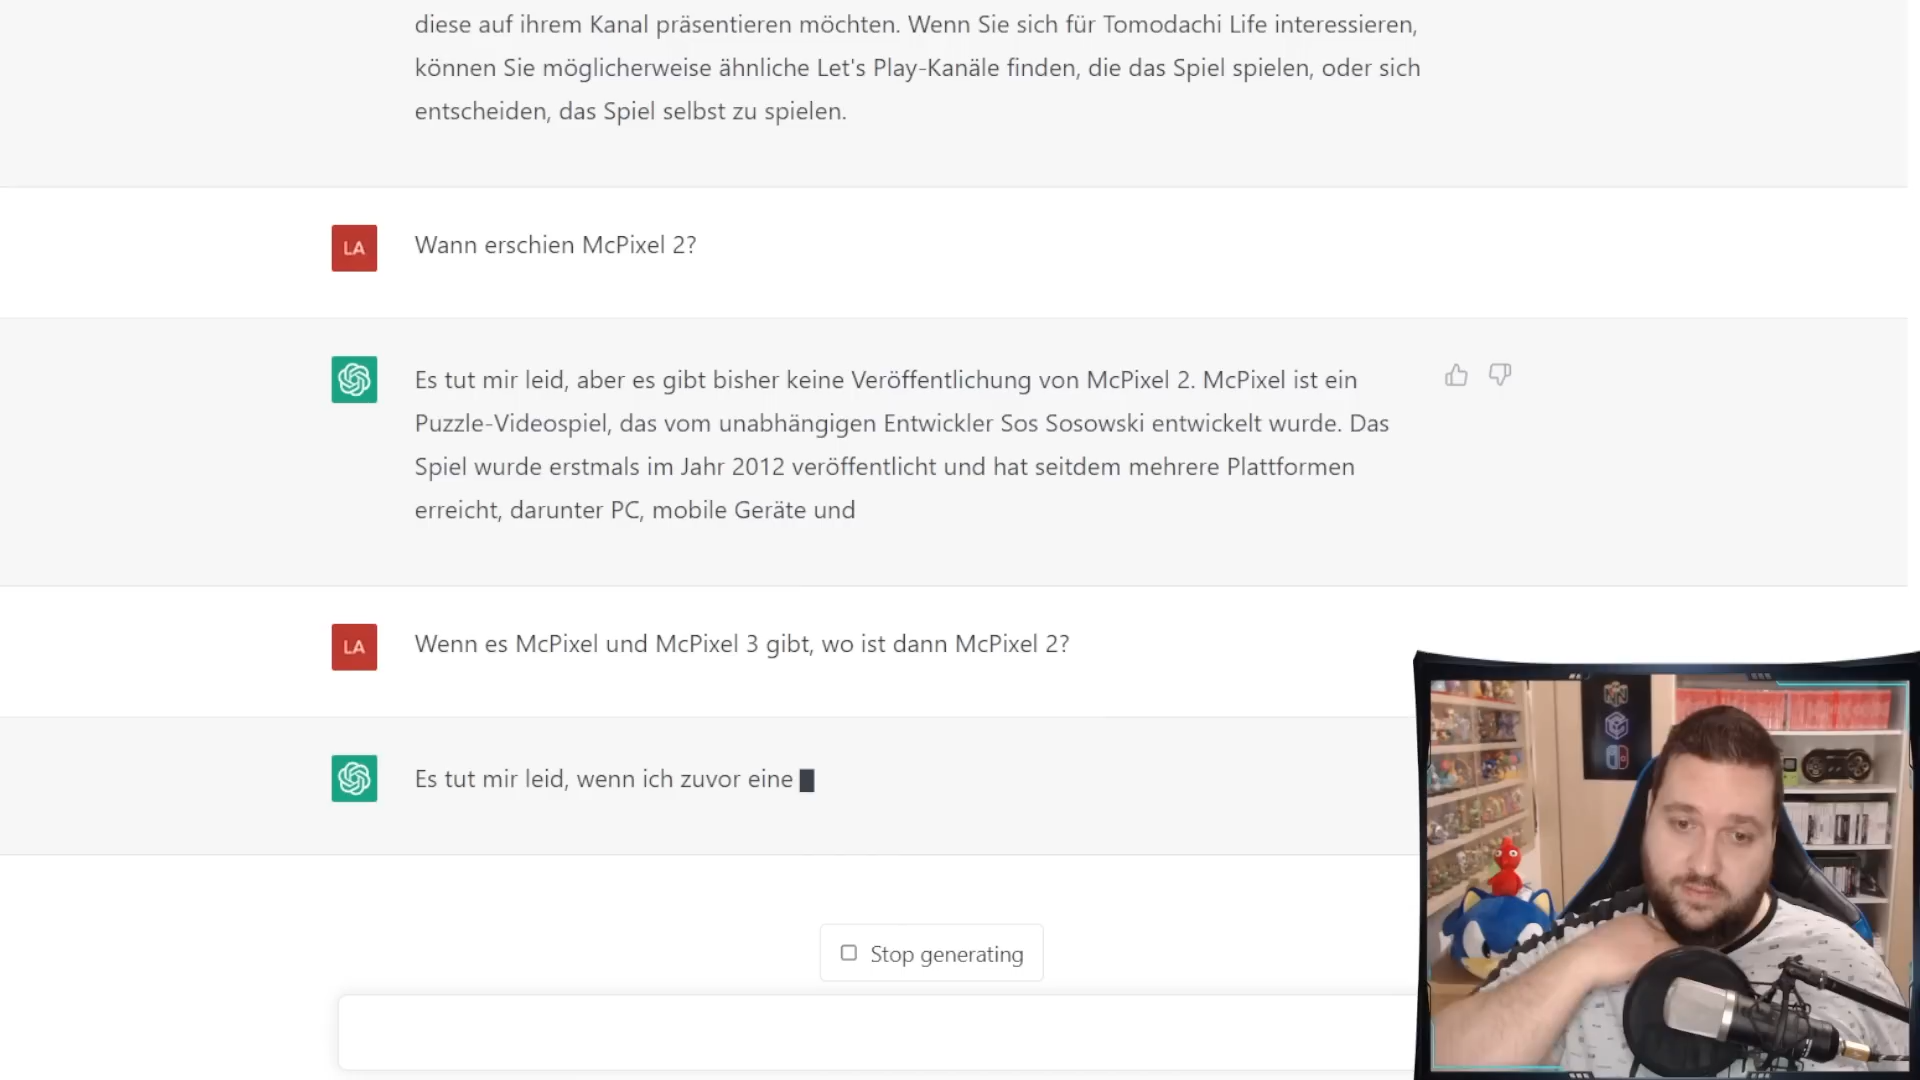 diese auf ihrem Kanal präsentieren möchten. Wenn Sie sich für Tomodachi Life interessieren,
können Sie möglicherweise ähnliche Let's Play-Kanäle finden, die das Spiel spielen, oder sich
entscheiden, das Spiel selbst zu spielen.
LA
Wann erschien McPixel 2?
Es tut mir leid, aber es gibt bisher keine Veröffentlichung von McPixel 2. McPixel ist ein
Puzzle-Videospiel, das vom unabhängigen Entwickler Sos Sosowski entwickelt wurde. Das
Spiel wurde erstmals im Jahr 2012 veröffentlicht und hat seitdem mehrere Plattformen
erreicht, darunter PC, mobile Geräte und
LA
Wenn es McPixel und McPixel 3 gibt, wo ist dann McPixel 2?
Es tut mir leid, wenn ich zuvor eine
Stop generating